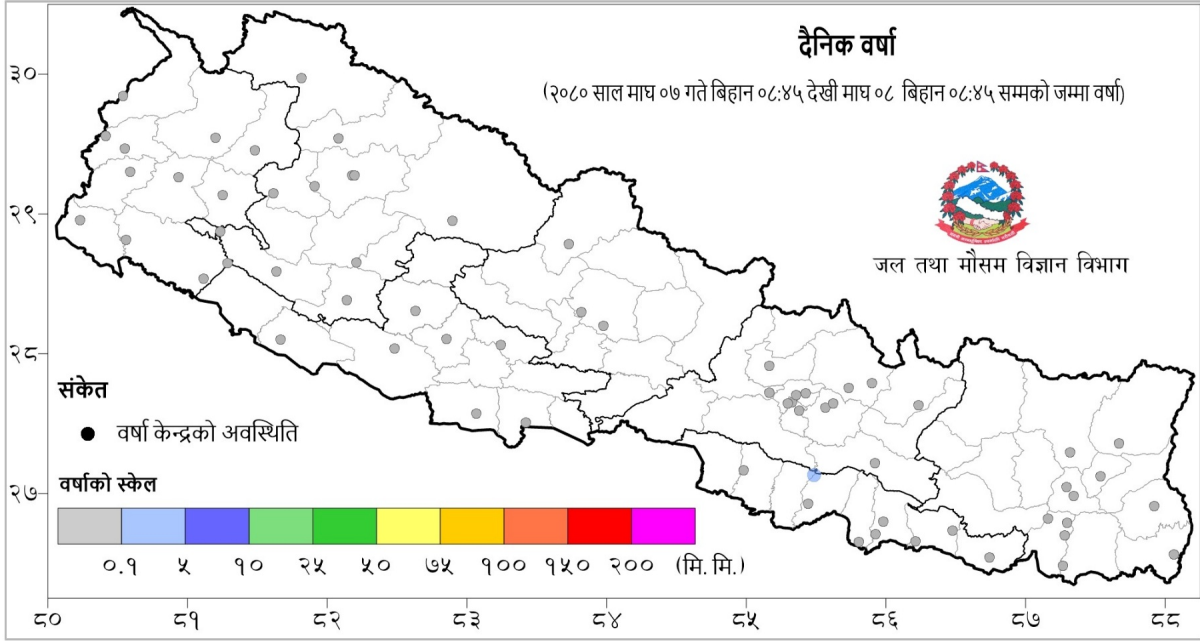 दैनिक वर्षा
(२०८० साल माघ ०७ गते बिहान ०८:४५ देखी माघ ०८ बिहान ०८:४५ सम्मको जम्मा वर्षा)
जल तथा मौसम विज्ञान विभाग
३०
२९
२८
२७
संकेत
वर्षा केन्द्रको अवस्थिति
वर्षाको स्केल
०.१ ५ १० २५ ५० ७५ १०० १५० २०० (मि. मि.)
८० ८१ ८२ ८३ ८४ ८५ ८६ ८७ ८८